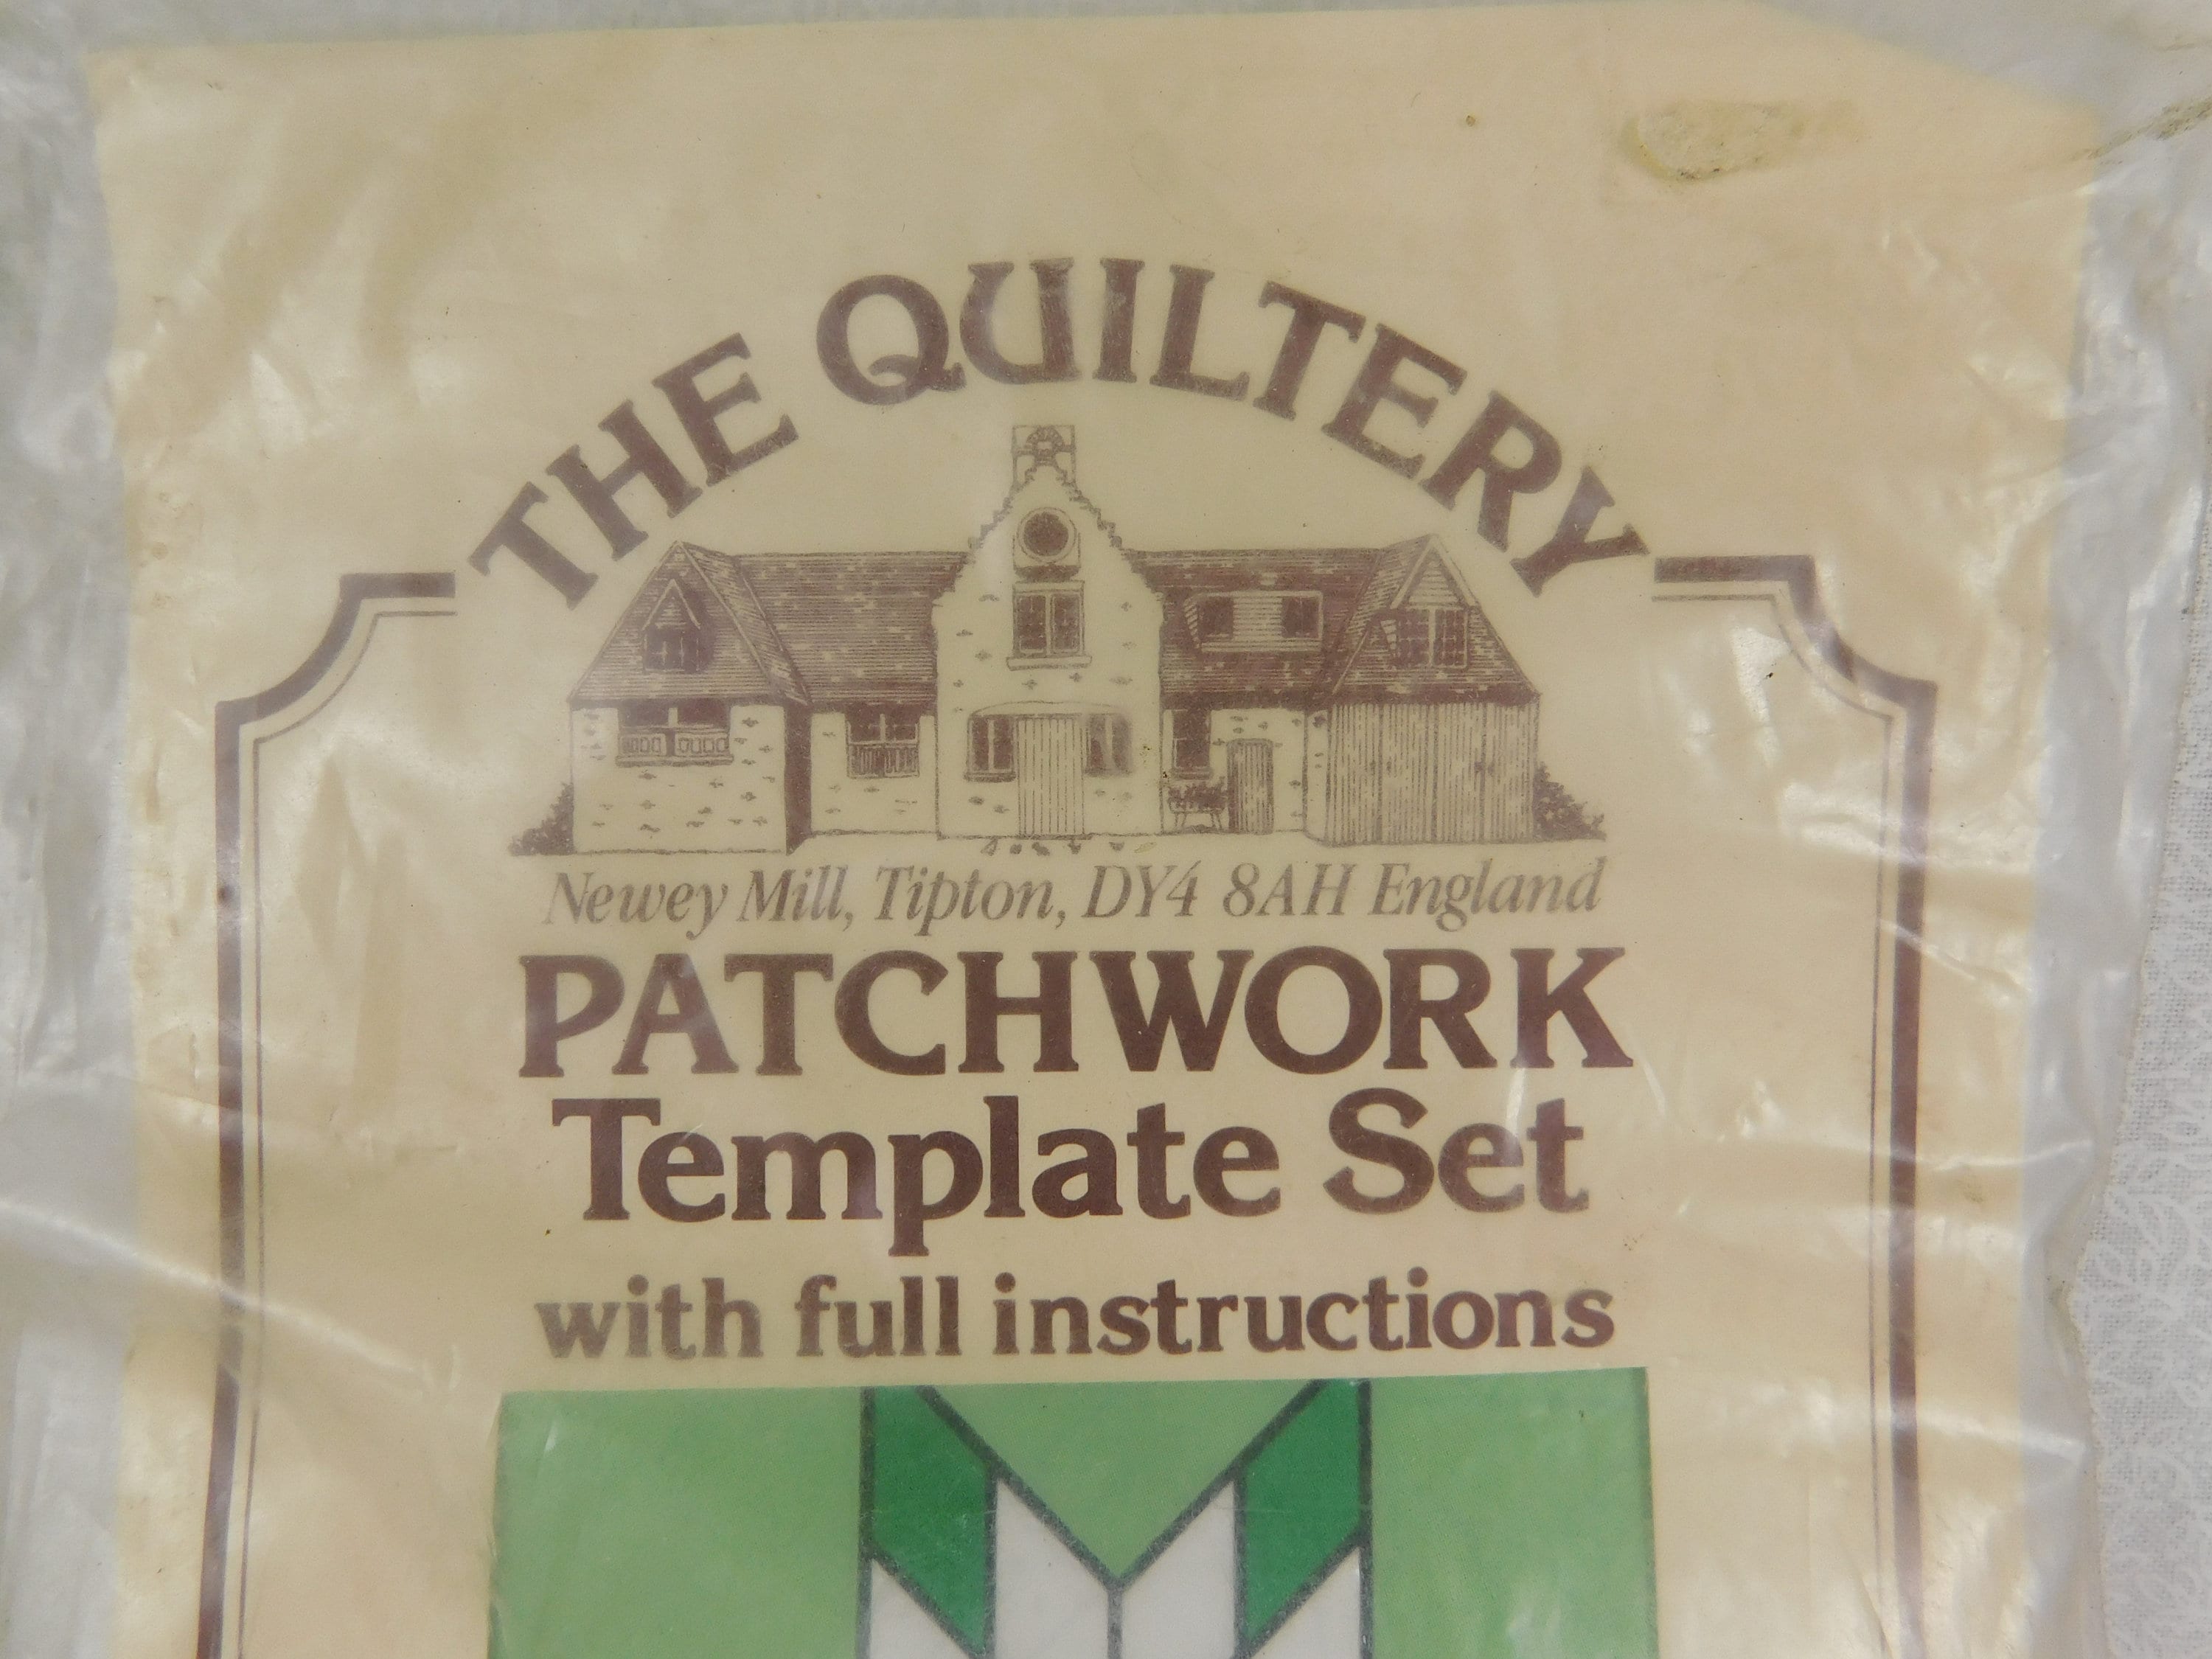 THE QUILTERY
Newey Mill, Tipton, DY4 8AH England
PATCHWORK
Template Set
with full instructions